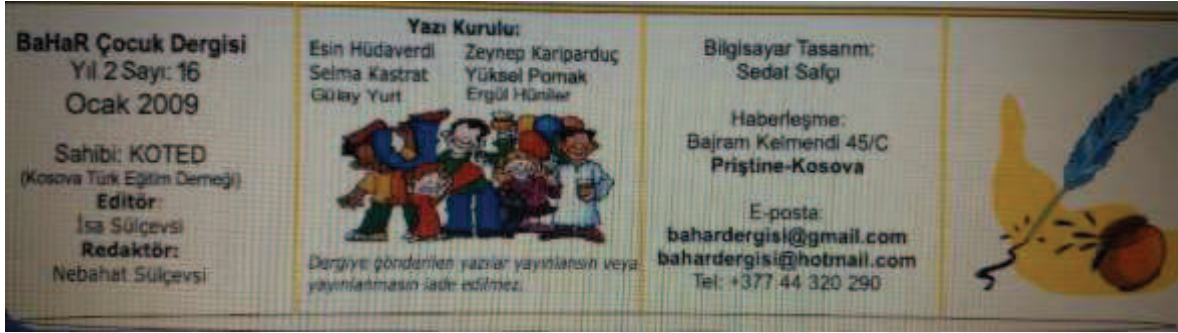 BaHaR Çocuk Dergisi
Yıl 2 Sayı: 16
Ocak 2009
Sahibi: KOTED
(Kosova Türk Eğitim Derneği)
Editör:
İsa Sülçevsi
Redaktör:
Nebahat Sülçevsi
Yazı Kurulu:
Esin Hüdaverdi Zeynep Kariparduç
Selma Kastrat Yüksel Pomak
Gülay Yurt Ergül Hüniler
Dergiye gönderilen yazılar yayınlansın veya
yayınlanmasın iade edilmez.
Bilgisayar Tasarım:
Sedat Safçı
Haberleşme:
Bajram Kelmendi 45/C
Priştine-Kosova
E-posta:
bahardergisi@gmail.com
bahardergisi@hotmail.com
Tel: +377 44 320 290